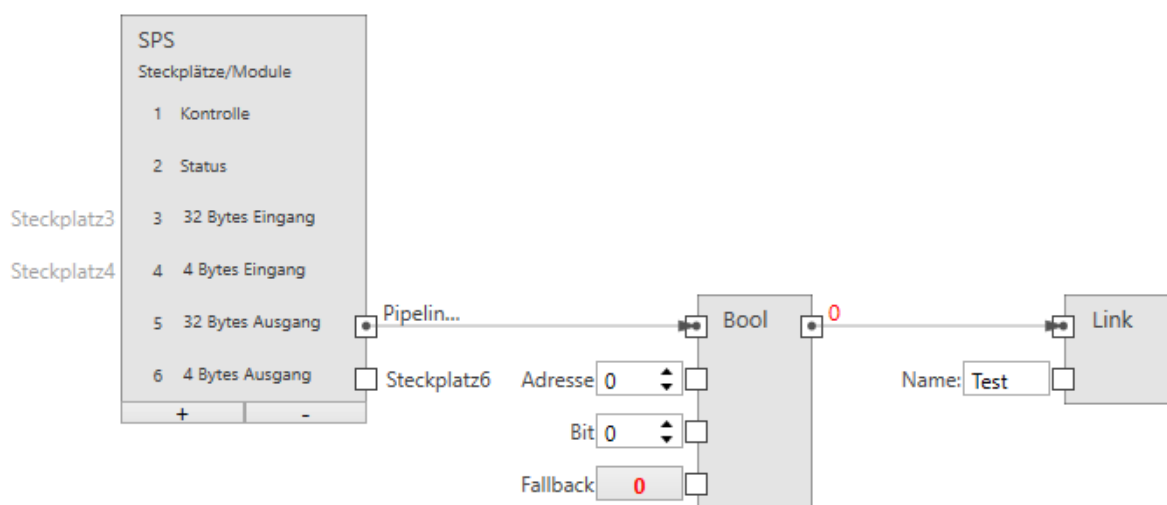 SPS
Steckplätze/Module
1 Kontrolle
2 Status
Steckplatz3 3 32 Bytes Eingang
Steckplatz4 4 4 Bytes Eingang
5 32 Bytes Ausgang Pipelin... Bool 0 Link
6 4 Bytes Ausgang Steckplatz6 Adresse 0 Name: Test
+ -
Bit 0
Fallback 0